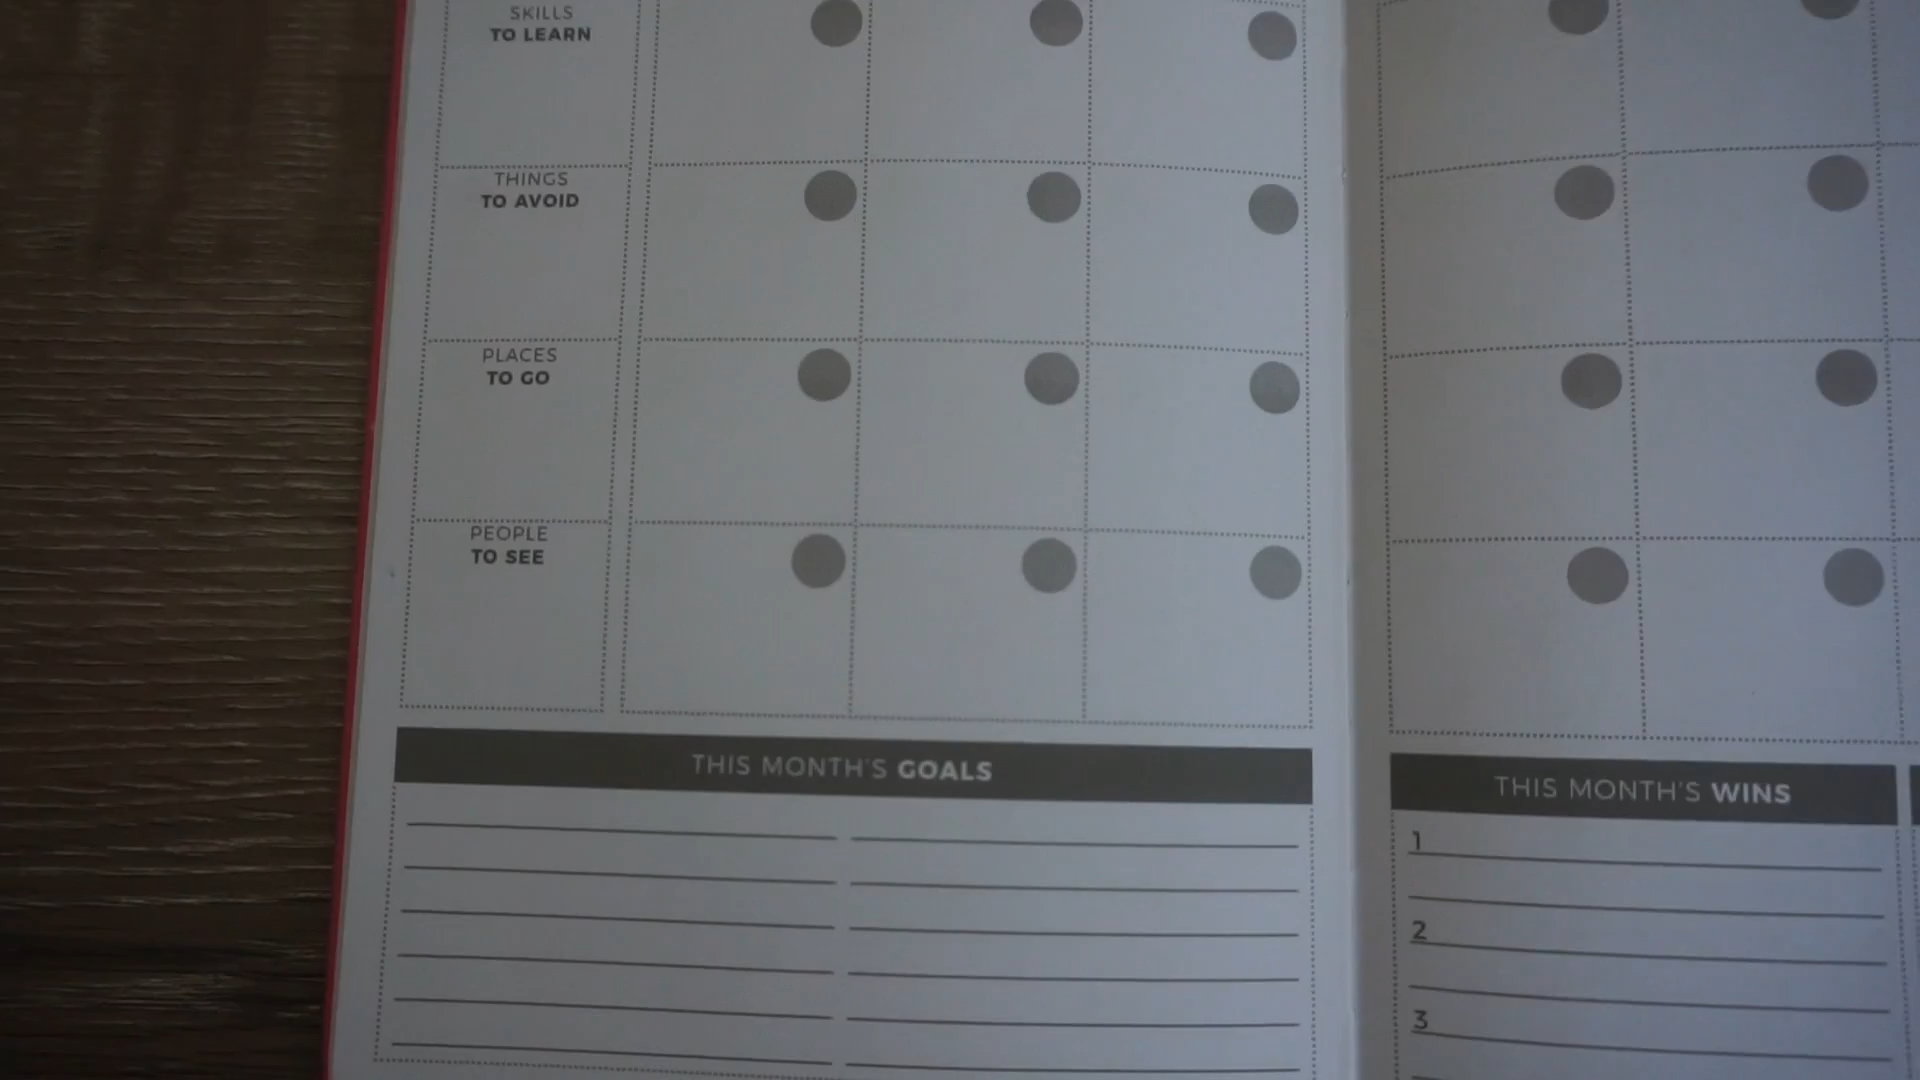 SKILLS
TO LEARN
THINGS
TO AVOID
PLACES
TO GO
PEOPLE
TO SEE
THIS MONTH'S GOALS
THIS MONTH'S WINS
1
2
3